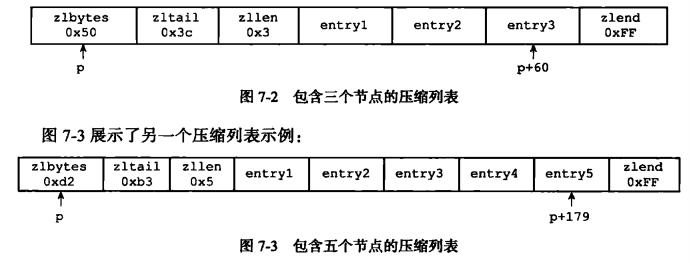 zlbytes zltail zllen entry1 entry2 entry3 zlend
0x50 0x3c 0x3 0xFF
p p+60
图 7-2 包含三个节点的压缩列表
图 7-3 展示了另一个压缩列表示例：
zlbytes zltail zllen entry1 entry2 entry3 entry4 entry5 zlend
0xd2 0xb3 0x5 0xFF
p p+179
图 7-3 包含五个节点的压缩列表